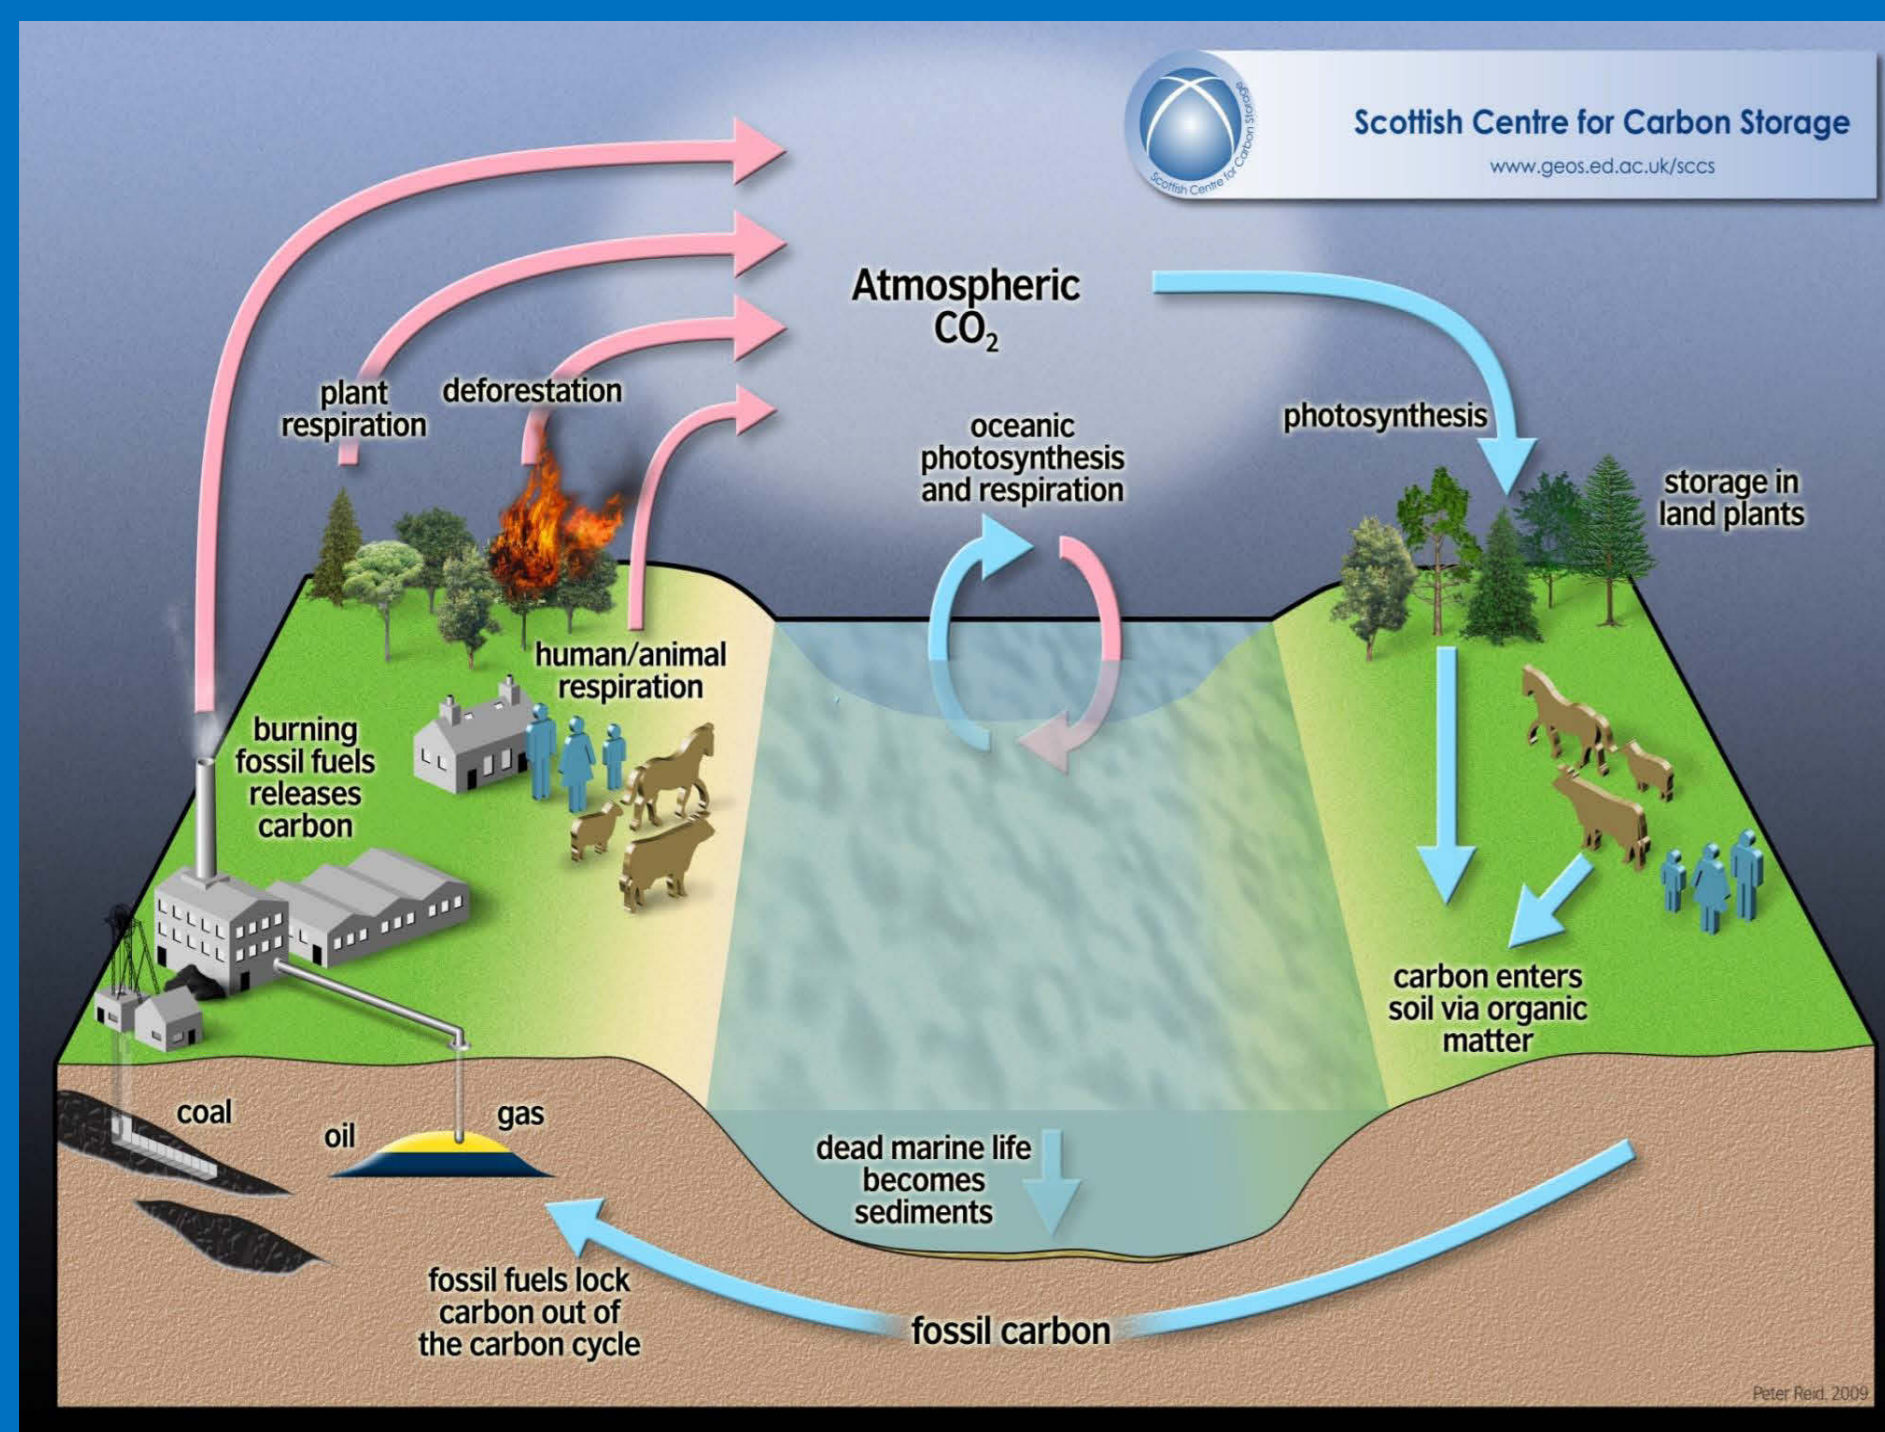 Scottish Centre for Carbon Storage
www.geos.ed.ac.uk/sccs
Scottish Centre for Carbon Storage
Atmospheric
CO₂
plant
respiration
deforestation
oceanic
photosynthesis
and respiration
photosynthesis
storage in
land plants
human/animal
respiration
burning
fossil fuels
releases
carbon
carbon enters
soil via organic
matter
coal
oil
gas
dead marine life
becomes
sediments
fossil fuels lock
carbon out of
the carbon cycle
fossil carbon
Peter Reid. 2009